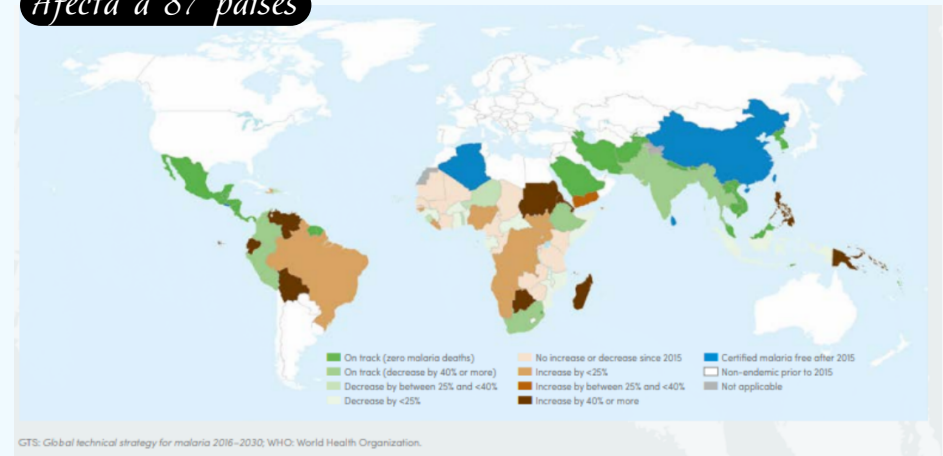 Afecta a 87 países
On track (zero malaria deaths)
On track (decrease by 40% or more)
Decrease by between 25% and <40%
Decrease by <25%
No increase or decrease since 2015
Increase by <25%
Increase by between 25% and <40%
Increase by 40% or more
Certified malaria free after 2015
Non-endemic prior to 2015
Not applicable
GTS: Global technical strategy for malaria 2016–2030; WHO: World Health Organization.